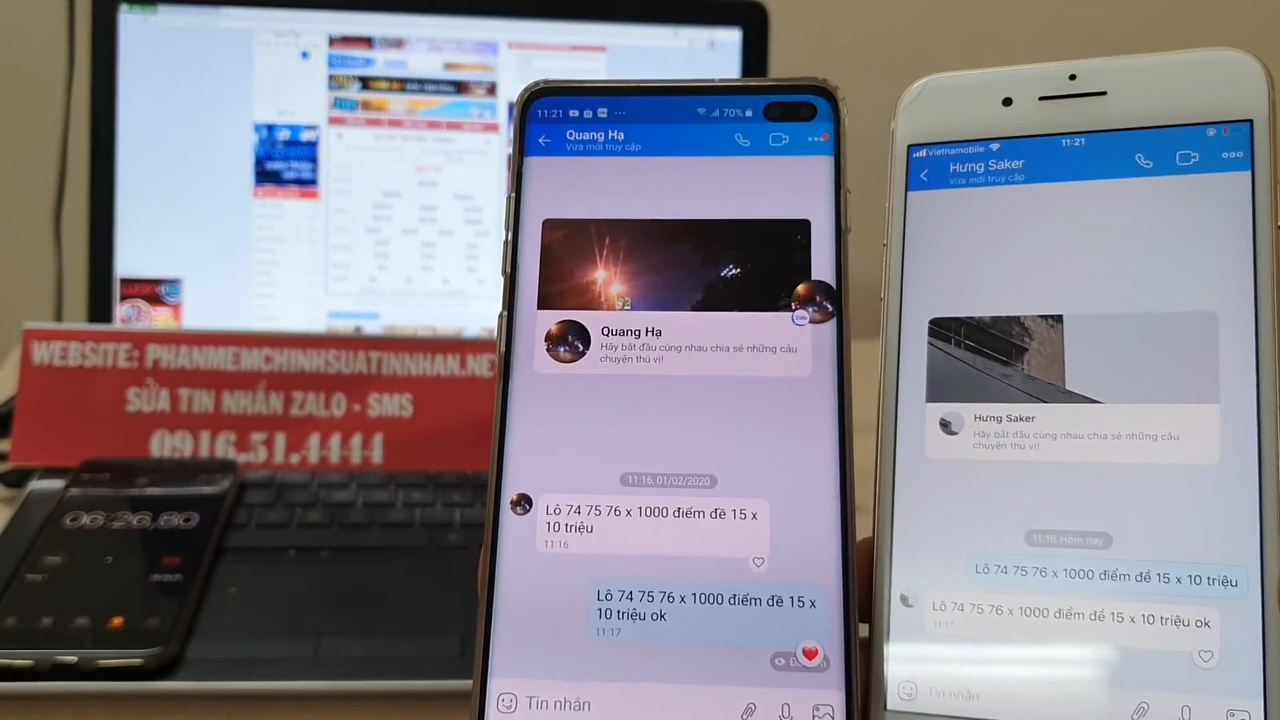 WEBSITE: PHANMEMCHINHSUATINNHAN.NE
SỬA TIN NHẮN ZALO - SMS
0916.51.4444
06:26,50
11:21
70%
Quang Hạ
Vừa mới truy cập
Quang Hạ
Hãy bắt đầu cùng nhau chia sẻ những câu
chuyện thú vị!
Zalo
11:16, 01/02/2020
Lô 74 75 76 x 1000 điểm đề 15 x
10 triệu
11:16
Lô 74 75 76 x 1000 điểm đề 15 x
10 triệu ok
11:17
Tin nhắn
Vietnamobile
11:21
Hưng Saker
Vừa mới truy cập
Hưng Saker
Hãy bắt đầu cùng nhau chia sẻ những câu
chuyện thú vị!
11:16 Hôm nay
Lô 74 75 76 x 1000 điểm đề 15 x 10 triệu
Lô 74 75 76 x 1000 điểm đề 15 x 10 triệu ok
11:17
Tin nhắn